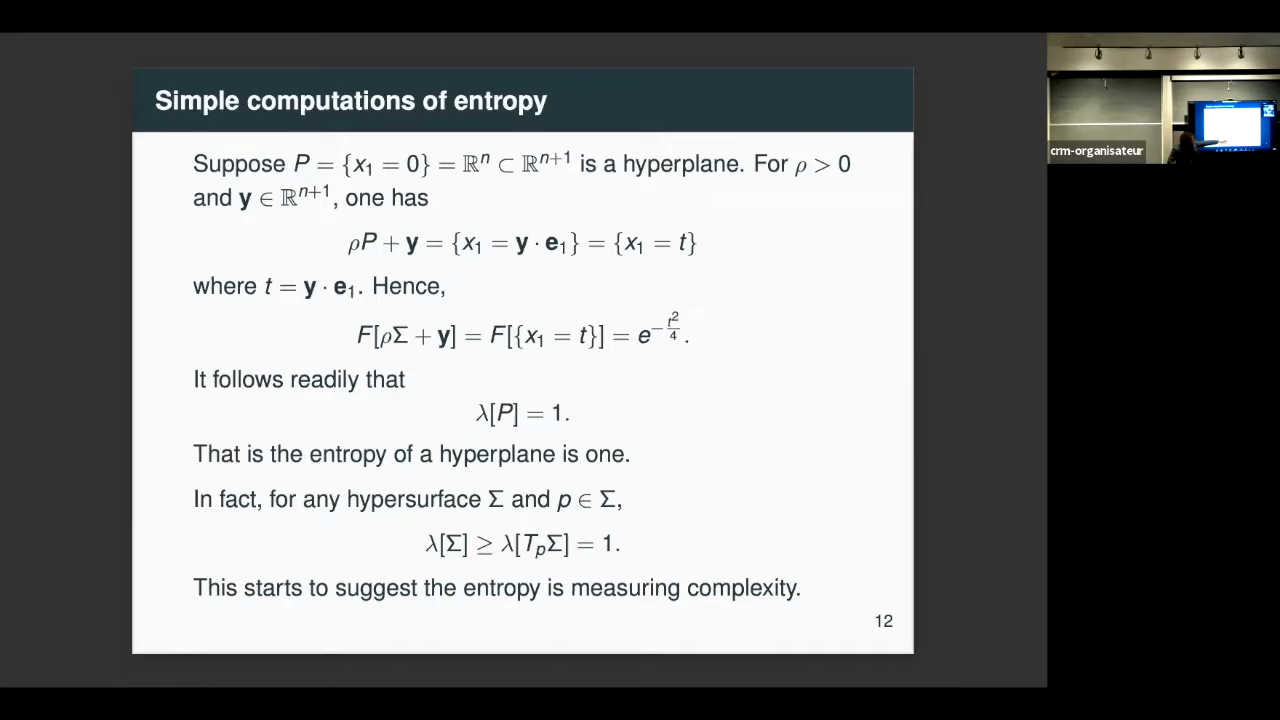 Simple computations of entropy
Suppose P = {x₁ = 0} = ℝⁿ ⊂ ℝⁿ⁺¹ is a hyperplane. For ρ > 0
and y ∈ ℝⁿ⁺¹, one has
ρP + y = {x₁ = y · e₁} = {x₁ = t}
where t = y · e₁. Hence,
F[ρΣ + y] = F[{x₁ = t}] = e^{-t²/4}.
It follows readily that
λ[P] = 1.
That is the entropy of a hyperplane is one.
In fact, for any hypersurface Σ and p ∈ Σ,
λ[Σ] ≥ λ[TₚΣ] = 1.
This starts to suggest the entropy is measuring complexity.
12
crm-organisateur